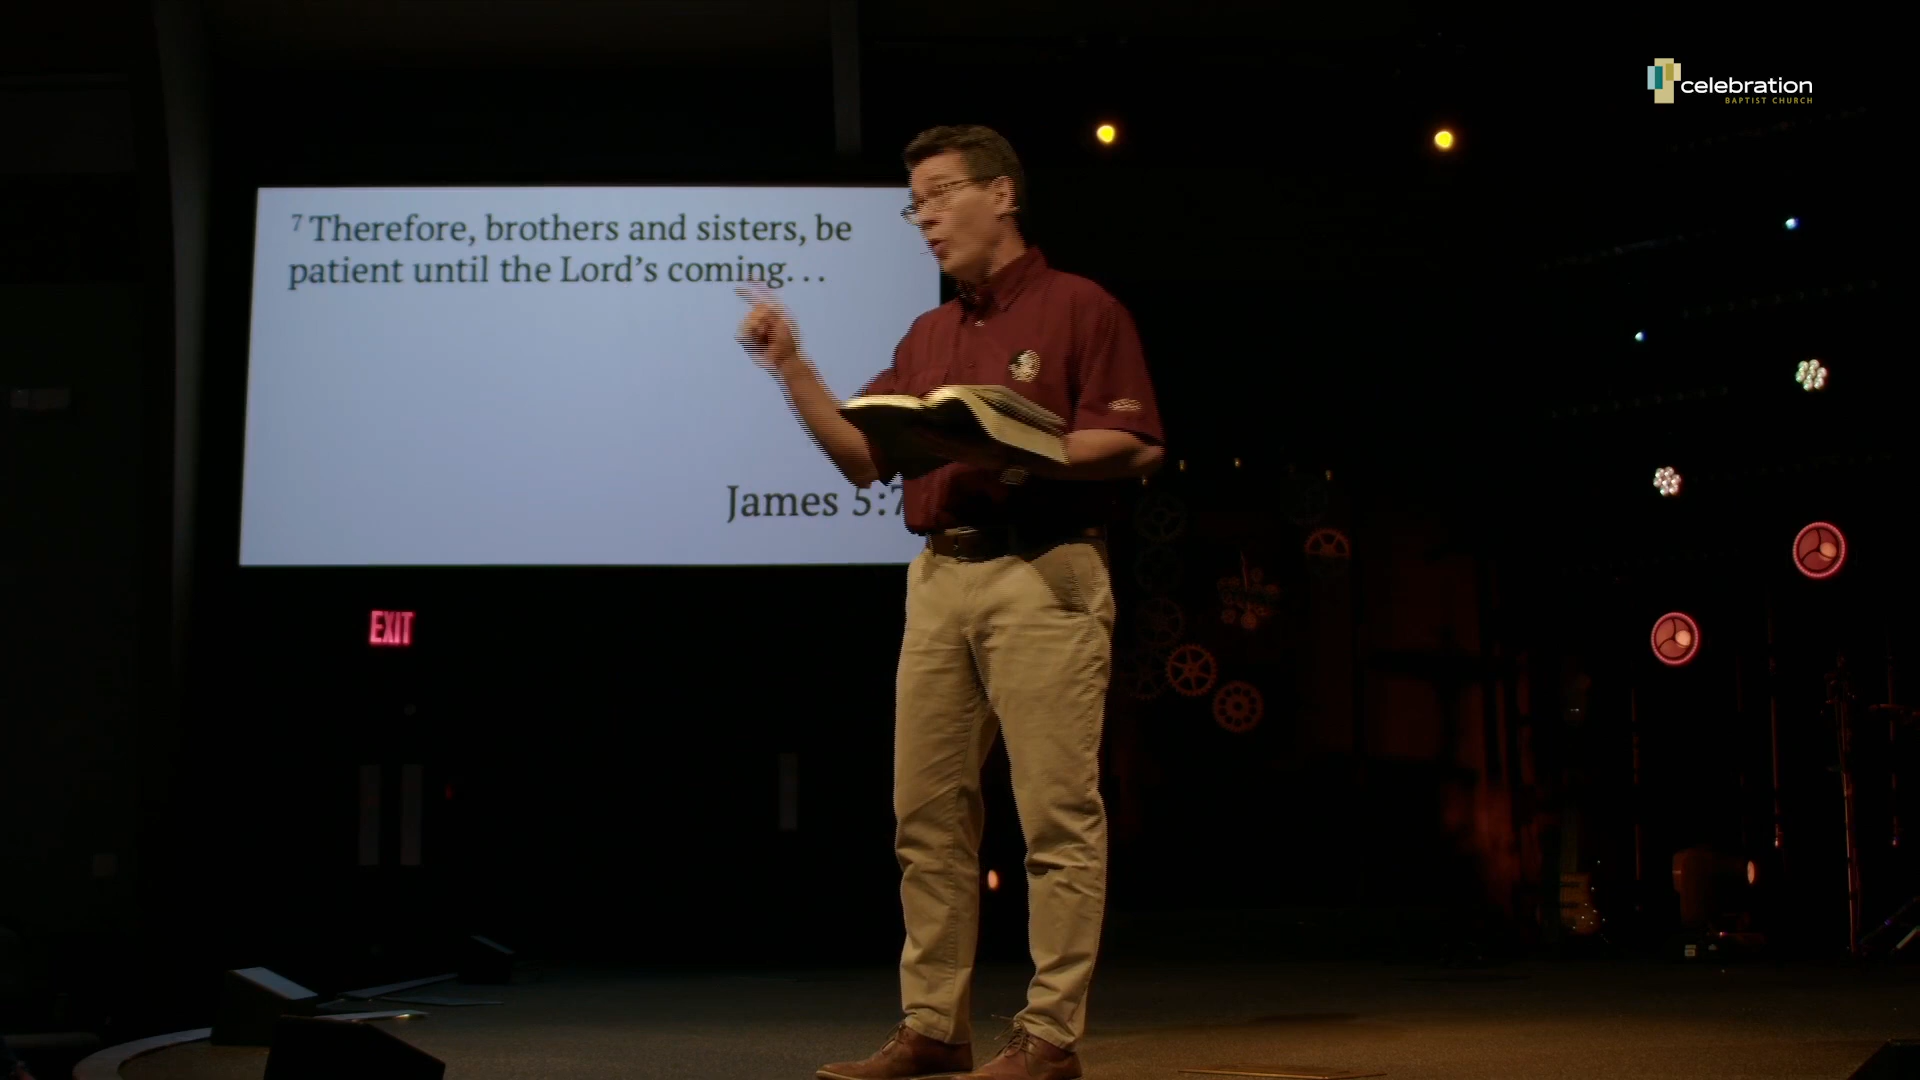 celebration
BAPTIST CHURCH
7 Therefore, brothers and sisters, be
patient until the Lord’s coming. . .
James 5:7
EXIT